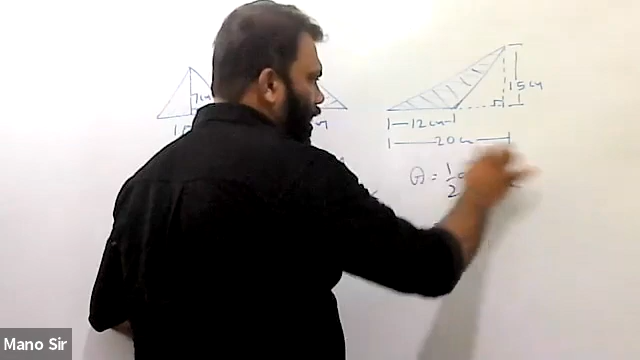 7cm
15cm
12cm
20cm
A = 1/2
Mano Sir